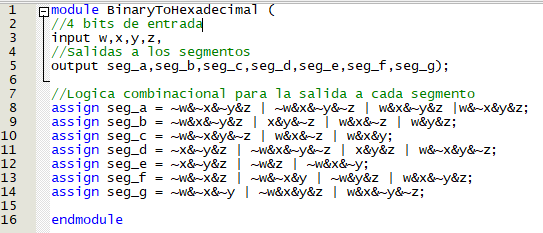 1 module BinaryToHexadecimal (
2 //4 bits de entrada
3 input w,x,y,z,
4 //Salidas a los segmentos
5 output seg_a,seg_b,seg_c,seg_d,seg_e,seg_f,seg_g);
6
7 //Logica combinacional para la salida a cada segmento
8 assign seg_a = ~w&~x&~y&z | ~w&x&~y&~z | w&x&~y&z |w&~x&y&z;
9 assign seg_b = ~w&x&~y&z | x&y&~z | w&x&~z | w&y&z;
10 assign seg_c = ~w&~x&y&~z | w&x&~z | w&x&y;
11 assign seg_d = ~x&~y&z | ~w&x&~y&~z | x&y&z | w&~x&y&~z;
12 assign seg_e = ~x&~y&z | ~w&z | ~w&x&~y;
13 assign seg_f = ~w&~x&z | ~w&~x&y | ~w&y&z | w&x&~y&z;
14 assign seg_g = ~w&~x&~y | ~w&x&y&z | w&x&~y&~z;
15
16 endmodule